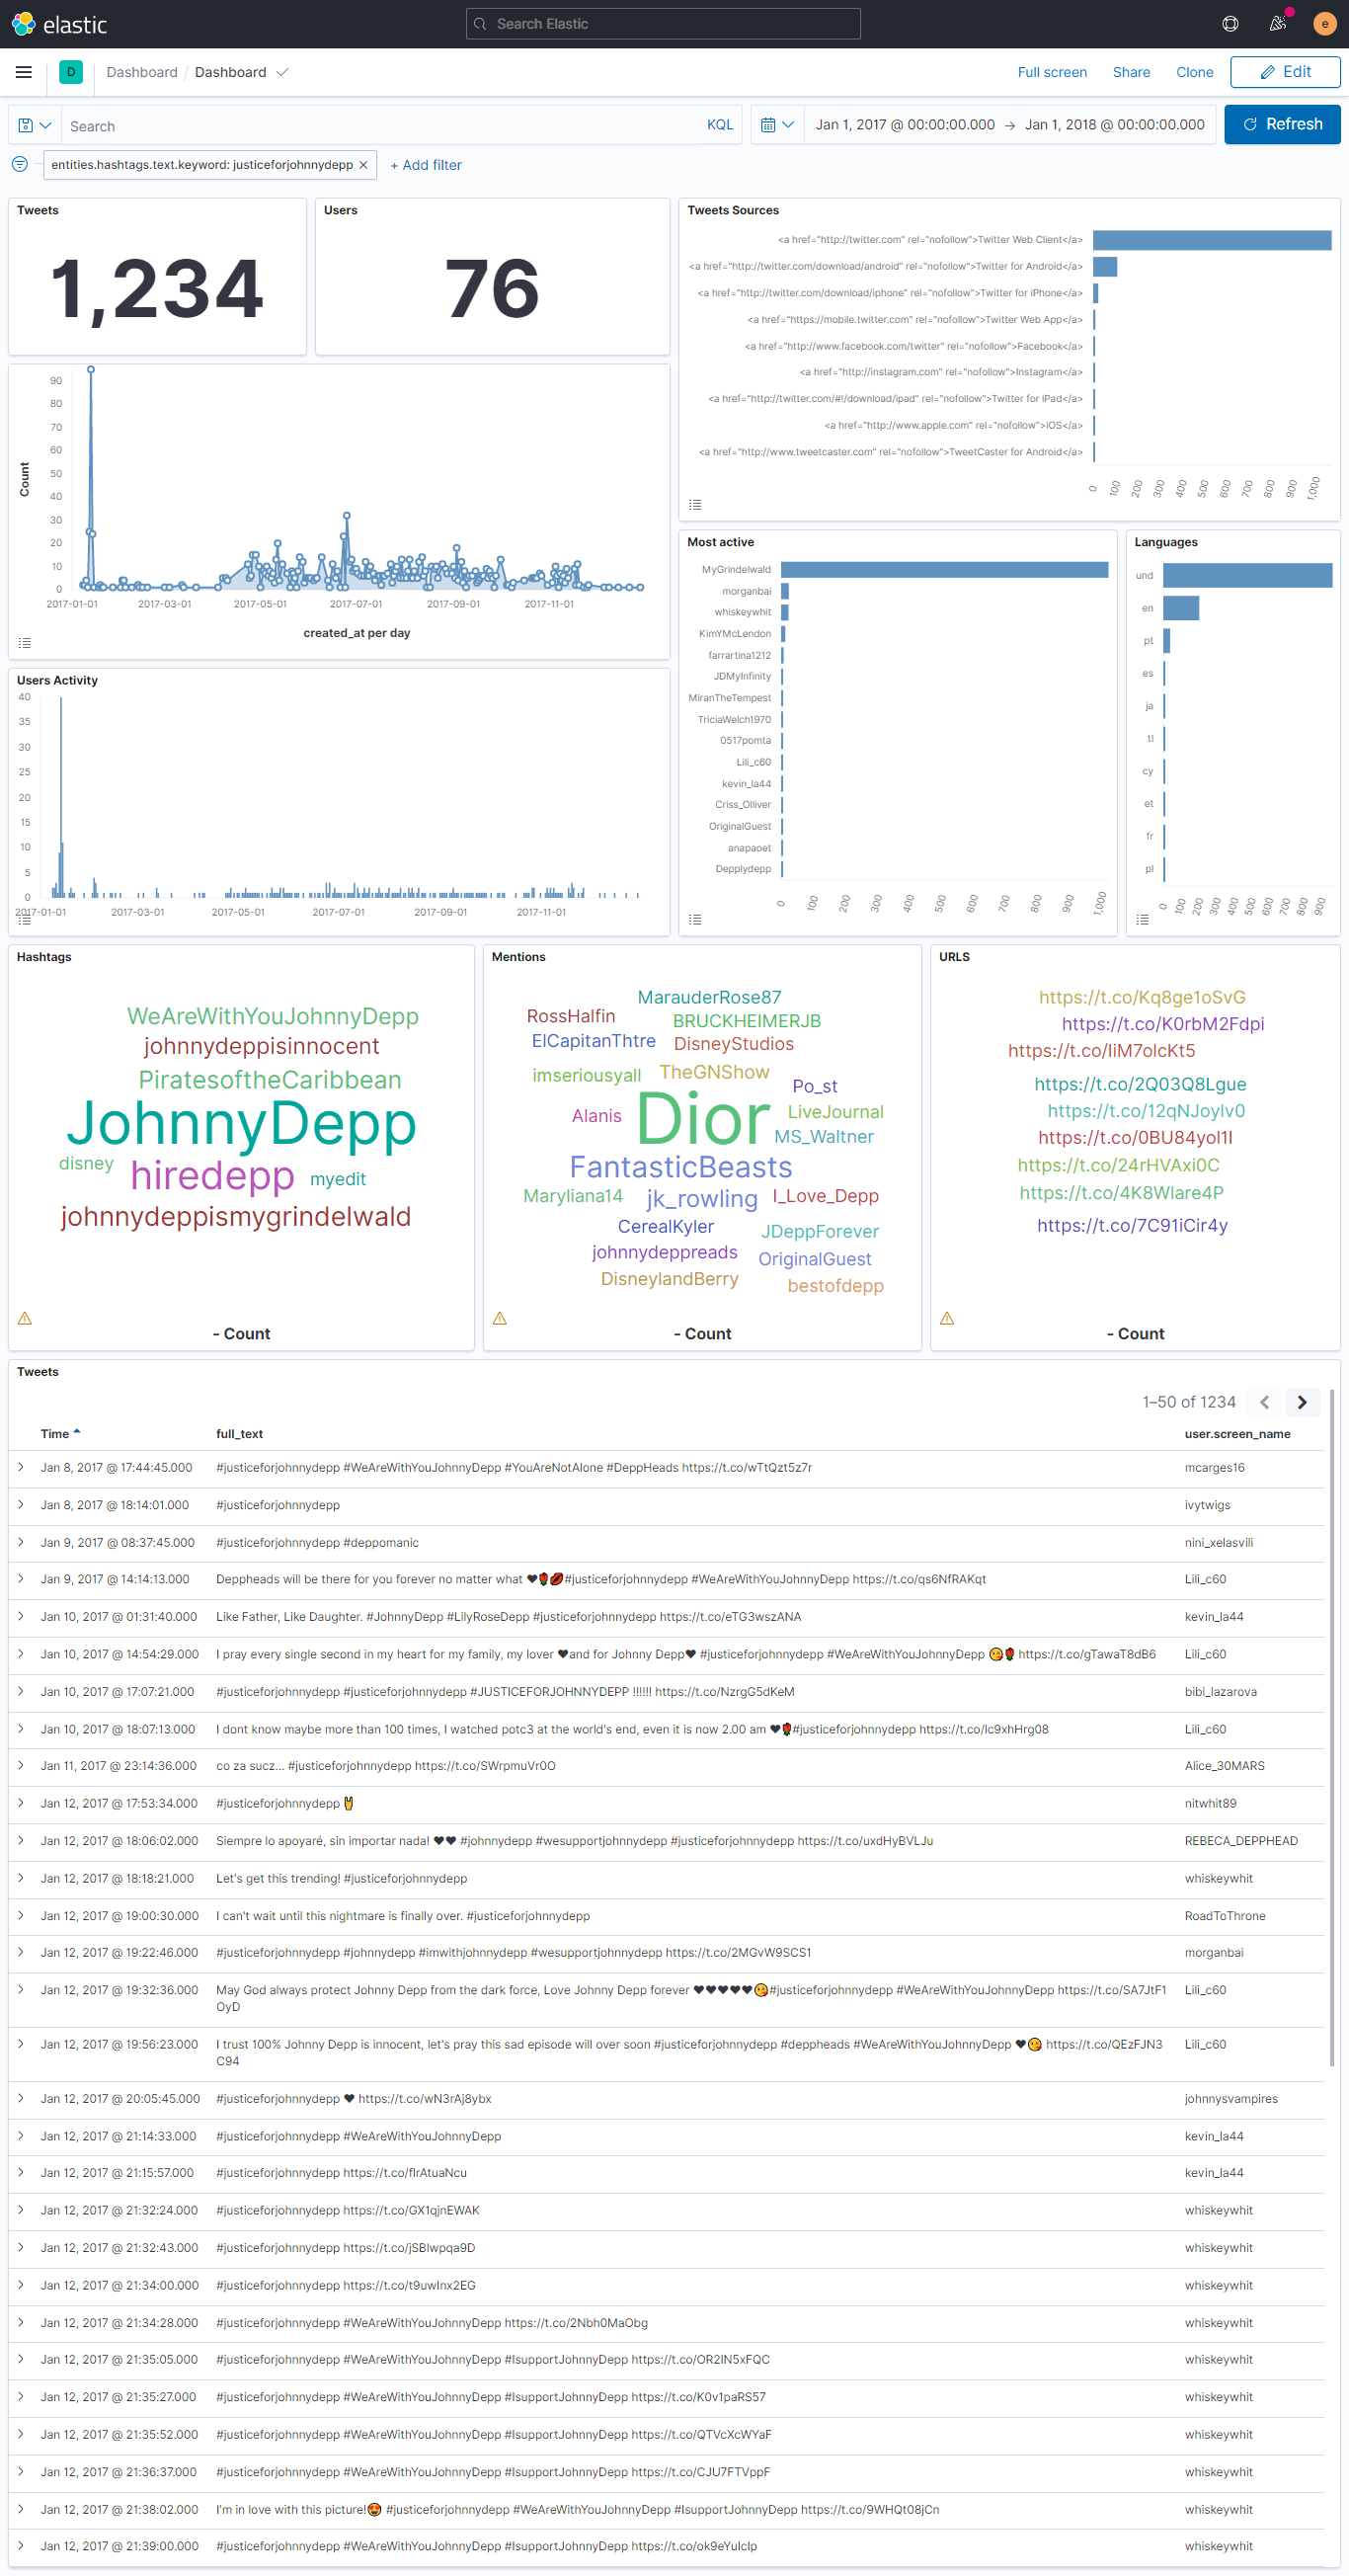 elastic
Search Elastic
e
D
Dashboard / Dashboard
Full screen Share Clone Edit
Search KQL
Jan 1, 2017 @ 00:00:00.000 → Jan 1, 2018 @ 00:00:00.000
Refresh
entities.hashtags.text.keyword: justiceforjohnnydepp ×
+ Add filter
Tweets
1,234
Users
76
Tweets Sources
<a href="http://twitter.com" rel="nofollow">Twitter Web Client</a>
<a href="http://twitter.com/download/android" rel="nofollow">Twitter for Android</a>
<a href="http://twitter.com/download/iphone" rel="nofollow">Twitter for iPhone</a>
<a href="https://mobile.twitter.com" rel="nofollow">Twitter Web App</a>
<a href="http://www.facebook.com/twitter" rel="nofollow">Facebook</a>
<a href="http://instagram.com" rel="nofollow">Instagram</a>
<a href="http://twitter.com/#!/download/ipad" rel="nofollow">Twitter for iPad</a>
<a href="http://www.apple.com" rel="nofollow">iOS</a>
<a href="http://www.tweetcaster.com" rel="nofollow">TweetCaster for Android</a>
0 100 200 300 400 500 600 700 800 900 1,000
Count
90
80
70
60
50
40
30
20
10
0
2017-01-01 2017-03-01 2017-05-01 2017-07-01 2017-09-01 2017-11-01
created_at per day
Users Activity
40
35
30
25
20
15
10
5
0
2017-01-01 2017-03-01 2017-05-01 2017-07-01 2017-09-01 2017-11-01
Most active
MyGrindelwald
morganbai
whiskeywhit
KimYMcLendon
farrartina1212
JDMyInfinity
MiranTheTempest
TriciaWelch1970
0517pomta
Lili_c60
kevin_la44
Criss_Olliver
OriginalGuest
anapaoet
Depplydepp
0 100 200 300 400 500 600 700 800 900 1,000
Languages
und
en
pt
es
ja
tl
cy
et
fr
pl
0 100 200 300 400 500 600 700 800 900
Hashtags
WeAreWithYouJohnnyDepp
johnnydeppisinnocent
PiratesoftheCaribbean
JohnnyDepp
disney
hiredepp
myedit
johnnydeppismygrindelwald
- Count
Mentions
MarauderRose87
RossHalfin
BRUCKHEIMERJB
ElCapitanThtre
DisneyStudios
imseriousyall
TheGNShow
Po_st
Alanis
Dior
LiveJournal
MS_Waltner
FantasticBeasts
Maryliana14
jk_rowling
I_Love_Depp
CerealKyler
JDeppForever
johnnydeppreads
OriginalGuest
DisneylandBerry
bestofdepp
- Count
URLS
https://t.co/Kq8ge1oSvG
https://t.co/K0rbM2Fdpi
https://t.co/IiM7olcKt5
https://t.co/2Q03Q8Lgue
https://t.co/12qNJoylv0
https://t.co/0BU84yol1I
https://t.co/24rHVAxi0C
https://t.co/4K8Wlare4P
https://t.co/7C91iCir4y
- Count
Tweets
1–50 of 1234
Time full_text user.screen_name
Jan 8, 2017 @ 17:44:45.000 #justiceforjohnnydepp #WeAreWithYouJohnnyDepp #YouAreNotAlone #DeppHeads https://t.co/wTtQzt5z7r mcarges16
Jan 8, 2017 @ 18:14:01.000 #justiceforjohnnydepp ivytwigs
Jan 9, 2017 @ 08:37:45.000 #justiceforjohnnydepp #deppomanic nini_xelasvili
Jan 9, 2017 @ 14:14:13.000 Deppheads will be there for you forever no matter what ❤🌹💋#justiceforjohnnydepp #WeAreWithYouJohnnyDepp https://t.co/qs6NfRAKqt Lili_c60
Jan 10, 2017 @ 01:31:40.000 Like Father, Like Daughter. #JohnnyDepp #LilyRoseDepp #justiceforjohnnydepp https://t.co/eTG3wszANA kevin_la44
Jan 10, 2017 @ 14:54:29.000 I pray every single second in my heart for my family, my lover ❤and for Johnny Depp❤ #justiceforjohnnydepp #WeAreWithYouJohnnyDepp 😘🌹 https://t.co/gTawaT8dB6 Lili_c60
Jan 10, 2017 @ 17:07:21.000 #justiceforjohnnydepp #justiceforjohnnydepp #JUSTICEFORJOHNNYDEPP !!!!!! https://t.co/NzrgG5dKeM bibi_lazarova
Jan 10, 2017 @ 18:07:13.000 I dont know maybe more than 100 times, I watched potc3 at the world's end, even it is now 2.00 am ❤🌹#justiceforjohnnydepp https://t.co/lc9xhHrg08 Lili_c60
Jan 11, 2017 @ 23:14:36.000 co za sucz... #justiceforjohnnydepp https://t.co/SWrpmuVr0O Alice_30MARS
Jan 12, 2017 @ 17:53:34.000 #justiceforjohnnydepp 🤘 nitwhit89
Jan 12, 2017 @ 18:06:02.000 Siempre lo apoyaré, sin importar nada! ❤❤ #johnnydepp #wesupportjohnnydepp #justiceforjohnnydepp https://t.co/uxdHyBVLJu REBECA_DEPPHEAD
Jan 12, 2017 @ 18:18:21.000 Let's get this trending! #justiceforjohnnydepp whiskeywhit
Jan 12, 2017 @ 19:00:30.000 I can't wait until this nightmare is finally over. #justiceforjohnnydepp RoadToThrone
Jan 12, 2017 @ 19:22:46.000 #justiceforjohnnydepp #johnnydepp #imwithjohnnydepp #wesupportjohnnydepp https://t.co/2MGvW9SCS1 morganbai
Jan 12, 2017 @ 19:32:36.000 May God always protect Johnny Depp from the dark force, Love Johnny Depp forever ❤❤❤❤❤😘#justiceforjohnnydepp #WeAreWithYouJohnnyDepp https://t.co/SA7JtF1 Lili_c60
OyD
Jan 12, 2017 @ 19:56:23.000 I trust 100% Johnny Depp is innocent, let's pray this sad episode will over soon #justiceforjohnnydepp #deppheads #WeAreWithYouJohnnyDepp ❤😘 https://t.co/QEzFJN3 Lili_c60
C94
Jan 12, 2017 @ 20:05:45.000 #justiceforjohnnydepp ❤ https://t.co/wN3rAj8ybx johnnysvampires
Jan 12, 2017 @ 21:14:33.000 #justiceforjohnnydepp #WeAreWithYouJohnnyDepp kevin_la44
Jan 12, 2017 @ 21:15:57.000 #justiceforjohnnydepp https://t.co/flrAtuaNcu kevin_la44
Jan 12, 2017 @ 21:32:24.000 #justiceforjohnnydepp https://t.co/GX1qjnEWAK whiskeywhit
Jan 12, 2017 @ 21:32:43.000 #justiceforjohnnydepp https://t.co/jSBlwpqa9D whiskeywhit
Jan 12, 2017 @ 21:34:00.000 #justiceforjohnnydepp https://t.co/t9uwlnx2EG whiskeywhit
Jan 12, 2017 @ 21:34:28.000 #justiceforjohnnydepp #WeAreWithYouJohnnyDepp https://t.co/2Nbh0MaObg whiskeywhit
Jan 12, 2017 @ 21:35:05.000 #justiceforjohnnydepp #WeAreWithYouJohnnyDepp #IsupportJohnnyDepp https://t.co/OR2IN5xFQC whiskeywhit
Jan 12, 2017 @ 21:35:27.000 #justiceforjohnnydepp #WeAreWithYouJohnnyDepp #IsupportJohnnyDepp https://t.co/K0v1paRS57 whiskeywhit
Jan 12, 2017 @ 21:35:52.000 #justiceforjohnnydepp #WeAreWithYouJohnnyDepp #IsupportJohnnyDepp https://t.co/QTVcXcWYaF whiskeywhit
Jan 12, 2017 @ 21:36:37.000 #justiceforjohnnydepp #WeAreWithYouJohnnyDepp #IsupportJohnnyDepp https://t.co/CJU7FTVppF whiskeywhit
Jan 12, 2017 @ 21:38:02.000 I'm in love with this picture!😍 #justiceforjohnnydepp #WeAreWithYouJohnnyDepp #IsupportJohnnyDepp https://t.co/9WHQt08jCn whiskeywhit
Jan 12, 2017 @ 21:39:00.000 #justiceforjohnnydepp #WeAreWithYouJohnnyDepp #IsupportJohnnyDepp https://t.co/ok9eYulclp whiskeywhit